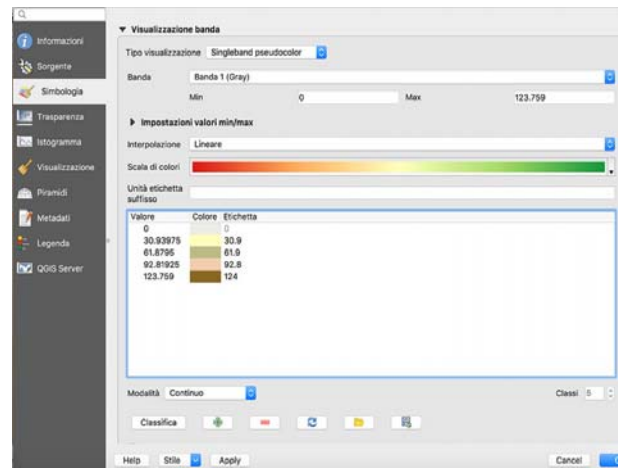 Informazioni
Sorgente
Simbologia
Trasparenza
Istogramma
Visualizzazione
Piramidi
Metadati
Legenda
QGIS Server
Visualizzazione banda
Tipo visualizzazione Singleband pseudocolor
Banda Banda 1 (Gray)
Min 0 Max 123.759
Impostazioni valori min/max
Interpolazione Lineare
Scala di colori
Unità etichetta
suffisso
Valore Colore Etichetta
0 0
30.93975 30.9
61.8795 61.9
92.81925 92.8
123.759 124
Modalità Continuo Classi 5
Classifica
Help Stile Apply Cancel